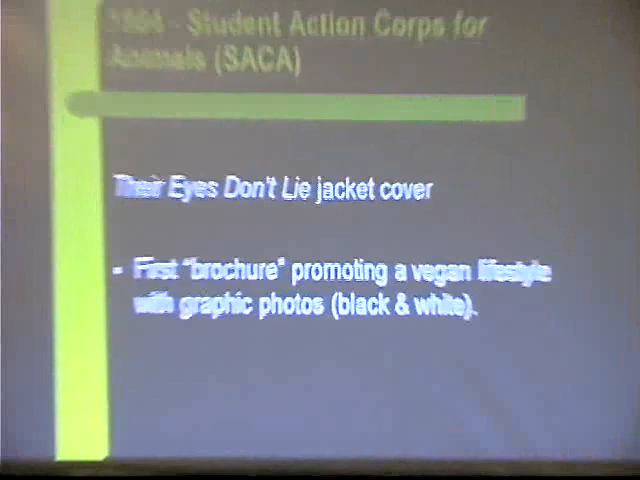 1984 - Student Action Corps for
Animals (SACA)
Their Eyes Don't Lie jacket cover
- First "brochure" promoting a vegan lifestyle
with graphic photos (black & white).